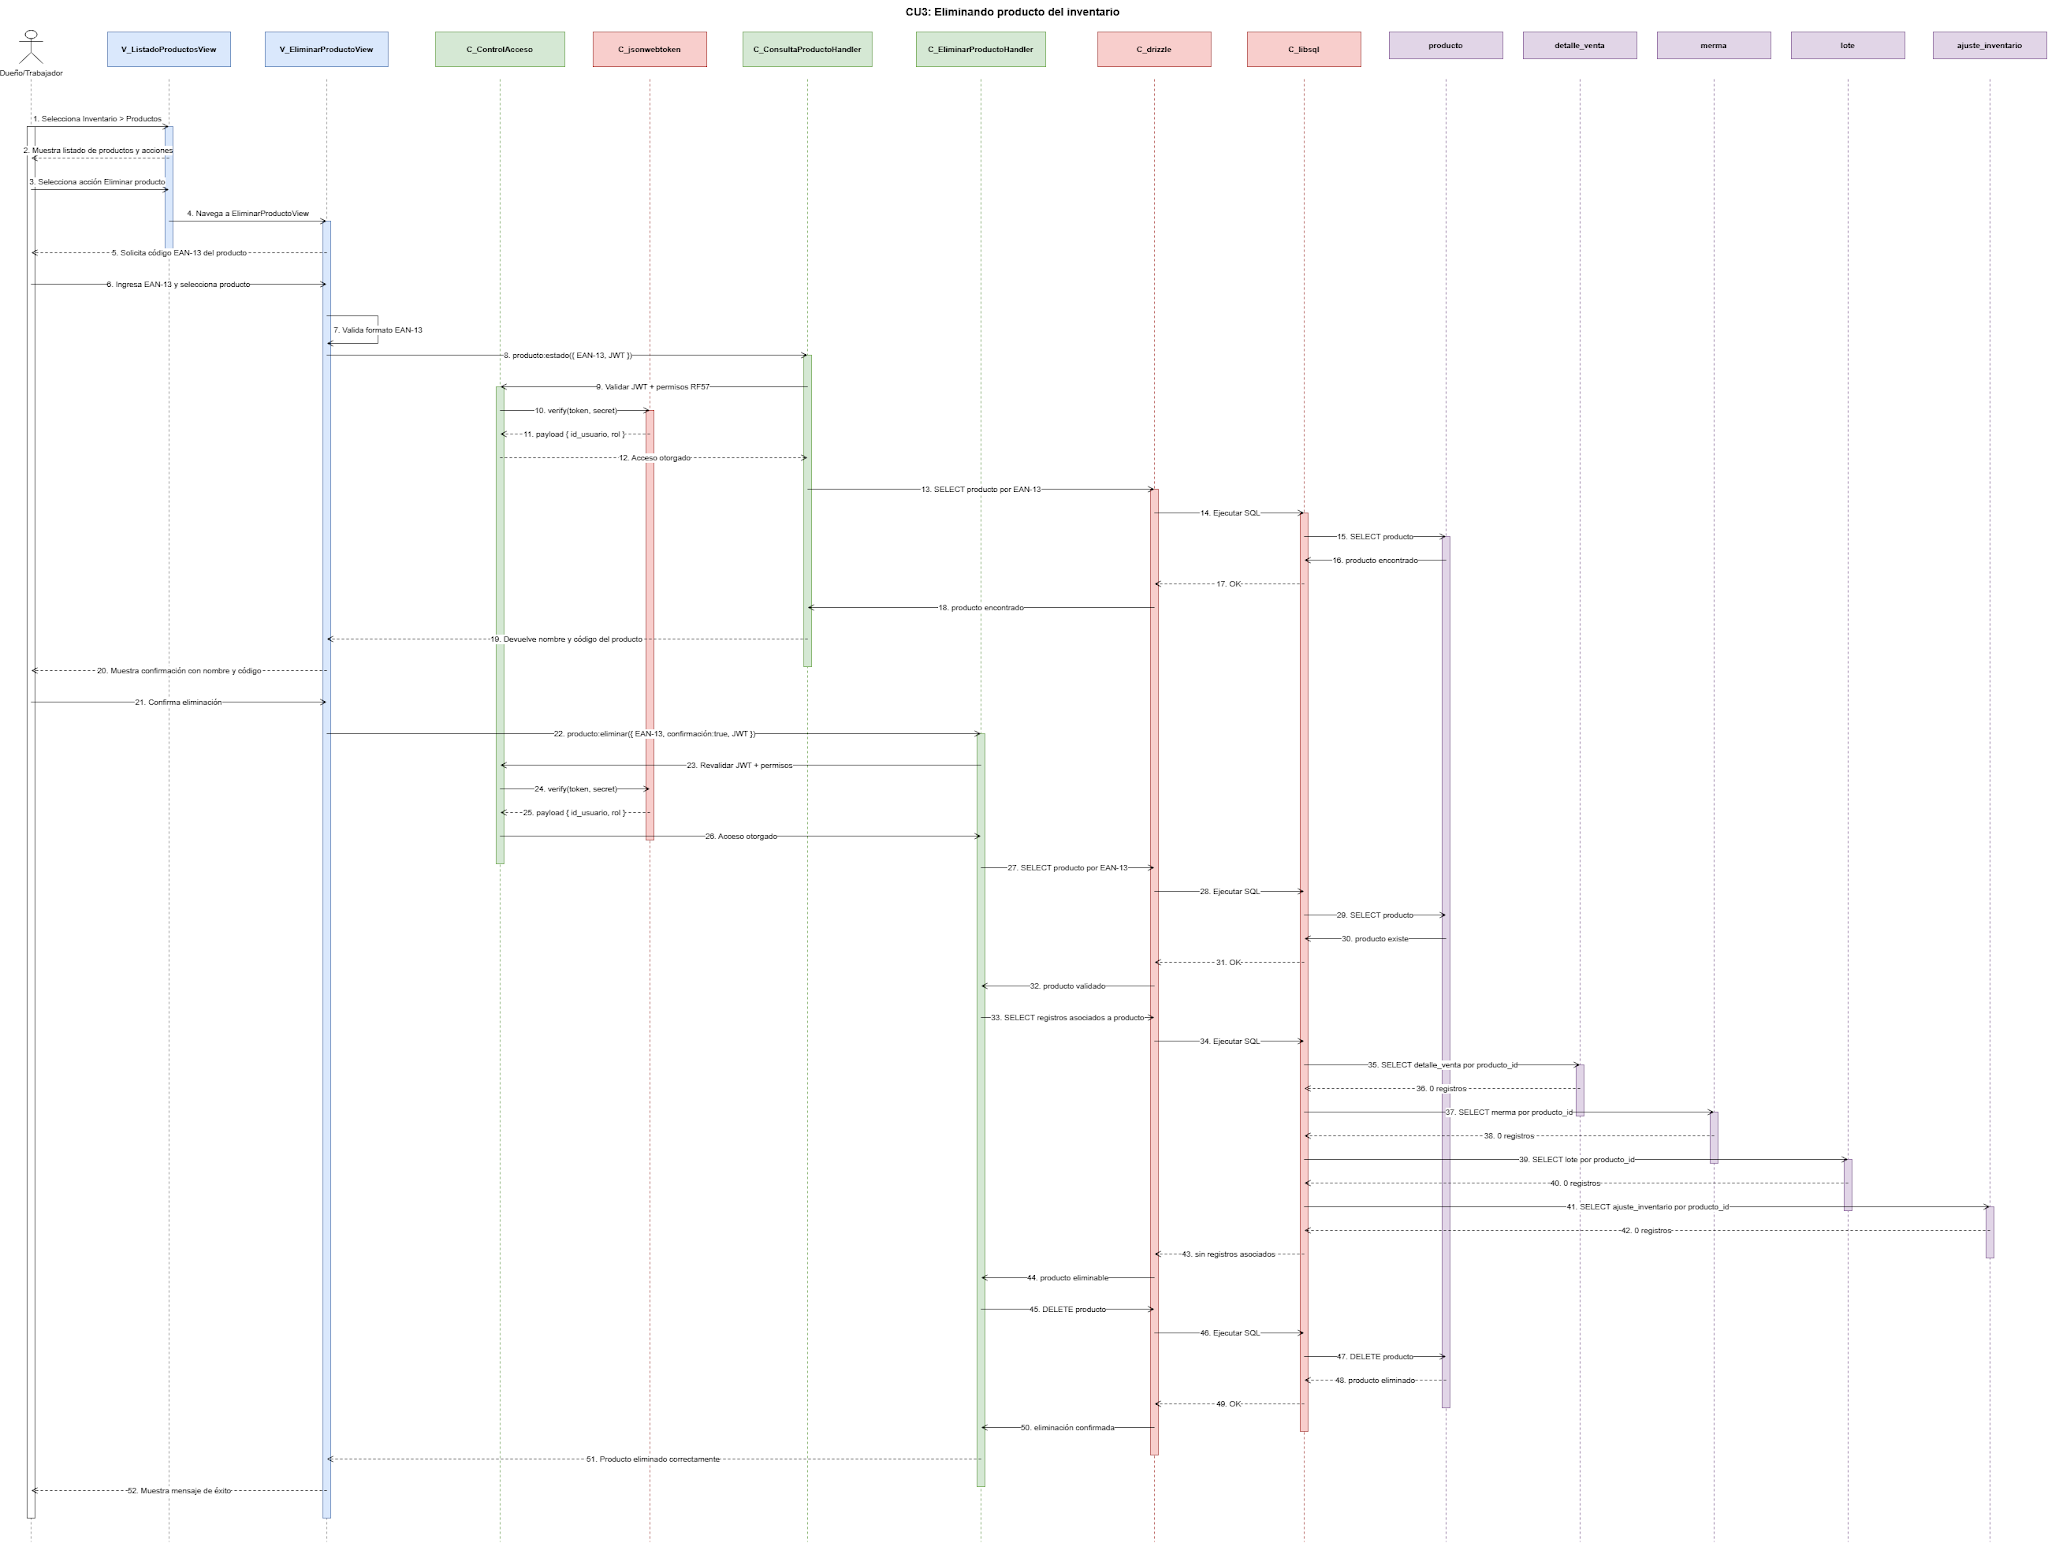 CU3: Eliminando producto del inventario
Dueño/Trabajador
V_ListadoProductosView
V_EliminarProductoView
C_ControlAcceso
C_jsonwebtoken
C_ConsultaProductoHandler
C_EliminarProductoHandler
C_drizzle
C_libsql
producto
detalle_venta
merma
lote
ajuste_inventario
1. Selecciona Inventario > Productos
2. Muestra listado de productos y acciones
3. Selecciona acción Eliminar producto
4. Navega a EliminarProductoView
5. Solicita código EAN-13 del producto
6. Ingresa EAN-13 y selecciona producto
7. Valida formato EAN-13
8. producto:estado({ EAN-13, JWT })
9. Validar JWT + permisos RF57
10. verify(token, secret)
11. payload { id_usuario, rol }
12. Acceso otorgado
13. SELECT producto por EAN-13
14. Ejecutar SQL
15. SELECT producto
16. producto encontrado
17. OK
18. producto encontrado
19. Devuelve nombre y código del producto
20. Muestra confirmación con nombre y código
21. Confirma eliminación
22. producto:eliminar({ EAN-13, confirmación:true, JWT })
23. Revalidar JWT + permisos
24. verify(token, secret)
25. payload { id_usuario, rol }
26. Acceso otorgado
27. SELECT producto por EAN-13
28. Ejecutar SQL
29. SELECT producto
30. producto existe
31. OK
32. producto validado
33. SELECT registros asociados a producto
34. Ejecutar SQL
35. SELECT detalle_venta por producto_id
36. 0 registros
37. SELECT merma por producto_id
38. 0 registros
39. SELECT lote por producto_id
40. 0 registros
41. SELECT ajuste_inventario por producto_id
42. 0 registros
43. sin registros asociados
44. producto eliminable
45. DELETE producto
46. Ejecutar SQL
47. DELETE producto
48. producto eliminado
49. OK
50. eliminación confirmada
51. Producto eliminado correctamente
52. Muestra mensaje de éxito